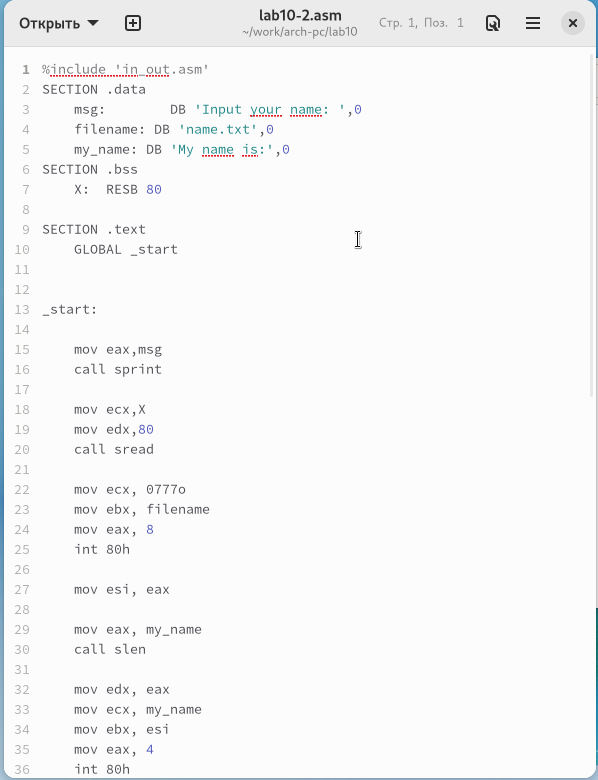 Открыть
lab10-2.asm
~/work/arch-pc/lab10
Стр. 1, Поз. 1
1 %include 'in_out.asm'
2 SECTION .data
3     msg:        DB 'Input your name: ',0
4     filename: DB 'name.txt',0
5     my_name: DB 'My name is:',0
6 SECTION .bss
7     X:  RESB 80
8
9 SECTION .text
10     GLOBAL _start
11
12
13 _start:
14
15     mov eax,msg
16     call sprint
17
18     mov ecx,X
19     mov edx,80
20     call sread
21
22     mov ecx, 0777o
23     mov ebx, filename
24     mov eax, 8
25     int 80h
26
27     mov esi, eax
28
29     mov eax, my_name
30     call slen
31
32     mov edx, eax
33     mov ecx, my_name
34     mov ebx, esi
35     mov eax, 4
36     int 80h